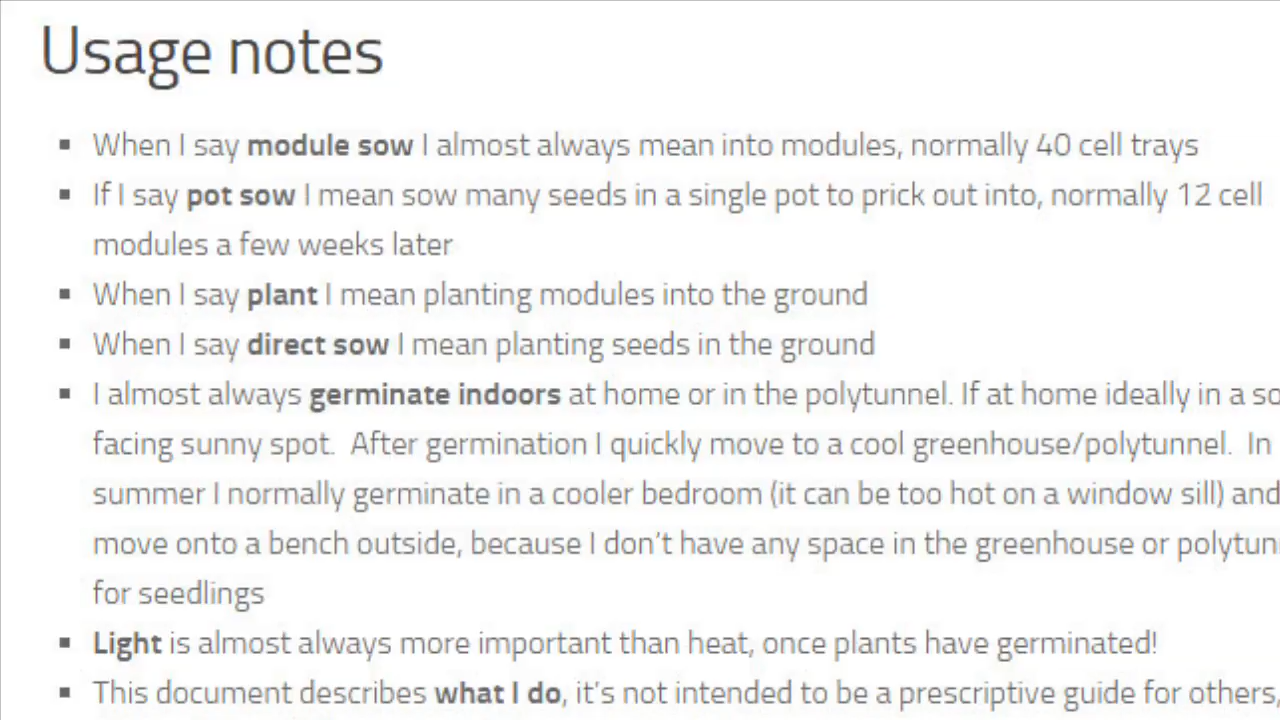 Usage notes
▪ When I say module sow I almost always mean into modules, normally 40 cell trays
▪ If I say pot sow I mean sow many seeds in a single pot to prick out into, normally 12 cell
modules a few weeks later
▪ When I say plant I mean planting modules into the ground
▪ When I say direct sow I mean planting seeds in the ground
▪ I almost always germinate indoors at home or in the polytunnel. If at home ideally in a
facing sunny spot.  After germination I quickly move to a cool greenhouse/polytunnel.  In
summer I normally germinate in a cooler bedroom (it can be too hot on a window sill) and
move onto a bench outside, because I don't have any space in the greenhouse or
for seedlings
▪ Light is almost always more important than heat, once plants have germinated!
▪ This document describes what I do, it's not intended to be a prescriptive guide for others,